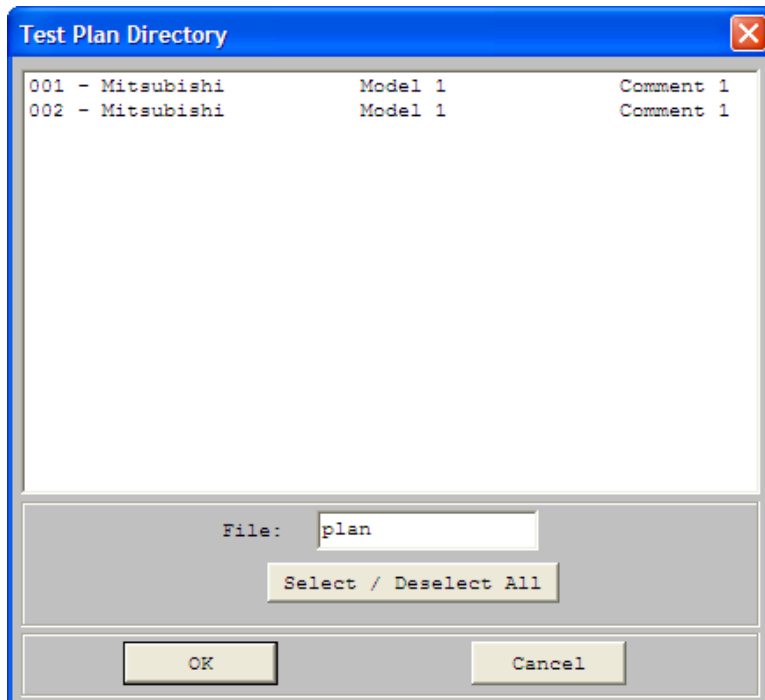 Test Plan Directory
001 - Mitsubishi Model 1 Comment 1
002 - Mitsubishi Model 1 Comment 1
File: plan
Select / Deselect All
OK Cancel